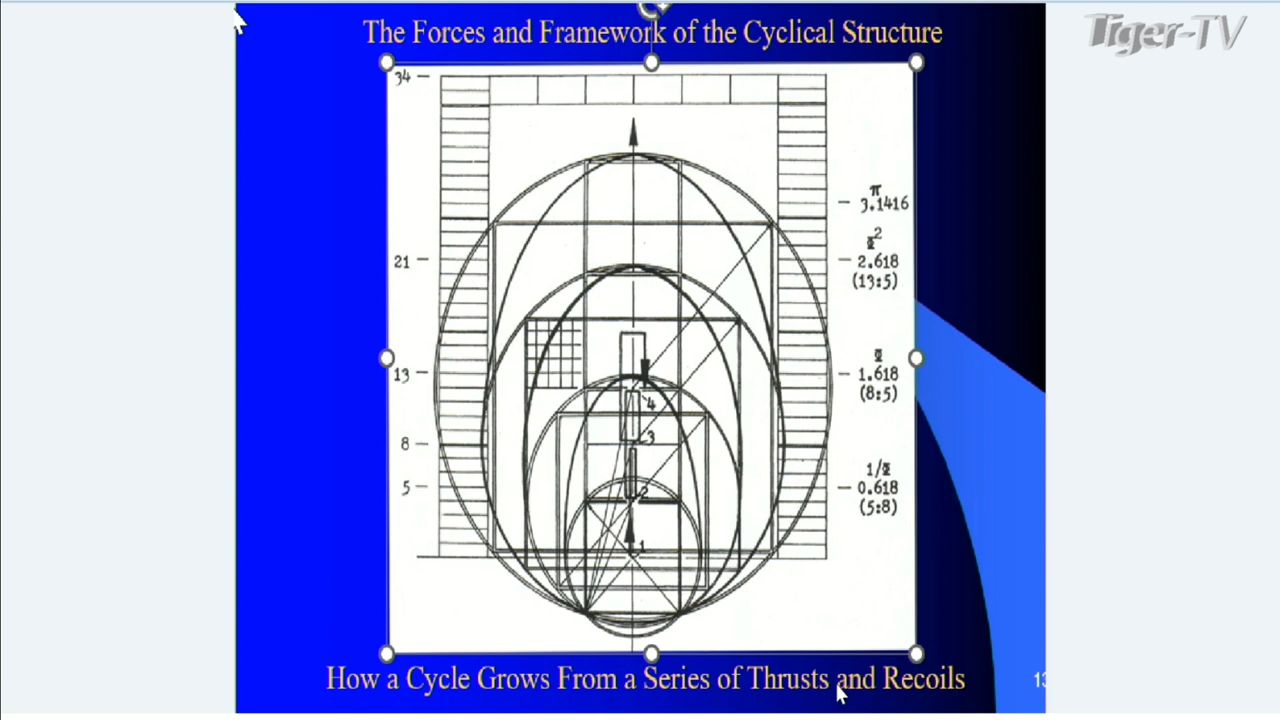 Tiger-TV
The Forces and Framework of the Cyclical Structure
34
π
3.1416
Φ²
21
2.618
(13:5)
Φ
13
1.618
(8:5)
4
3
8
1/Φ
5
0.618
2
(5:8)
1
How a Cycle Grows From a Series of Thrusts and Recoils